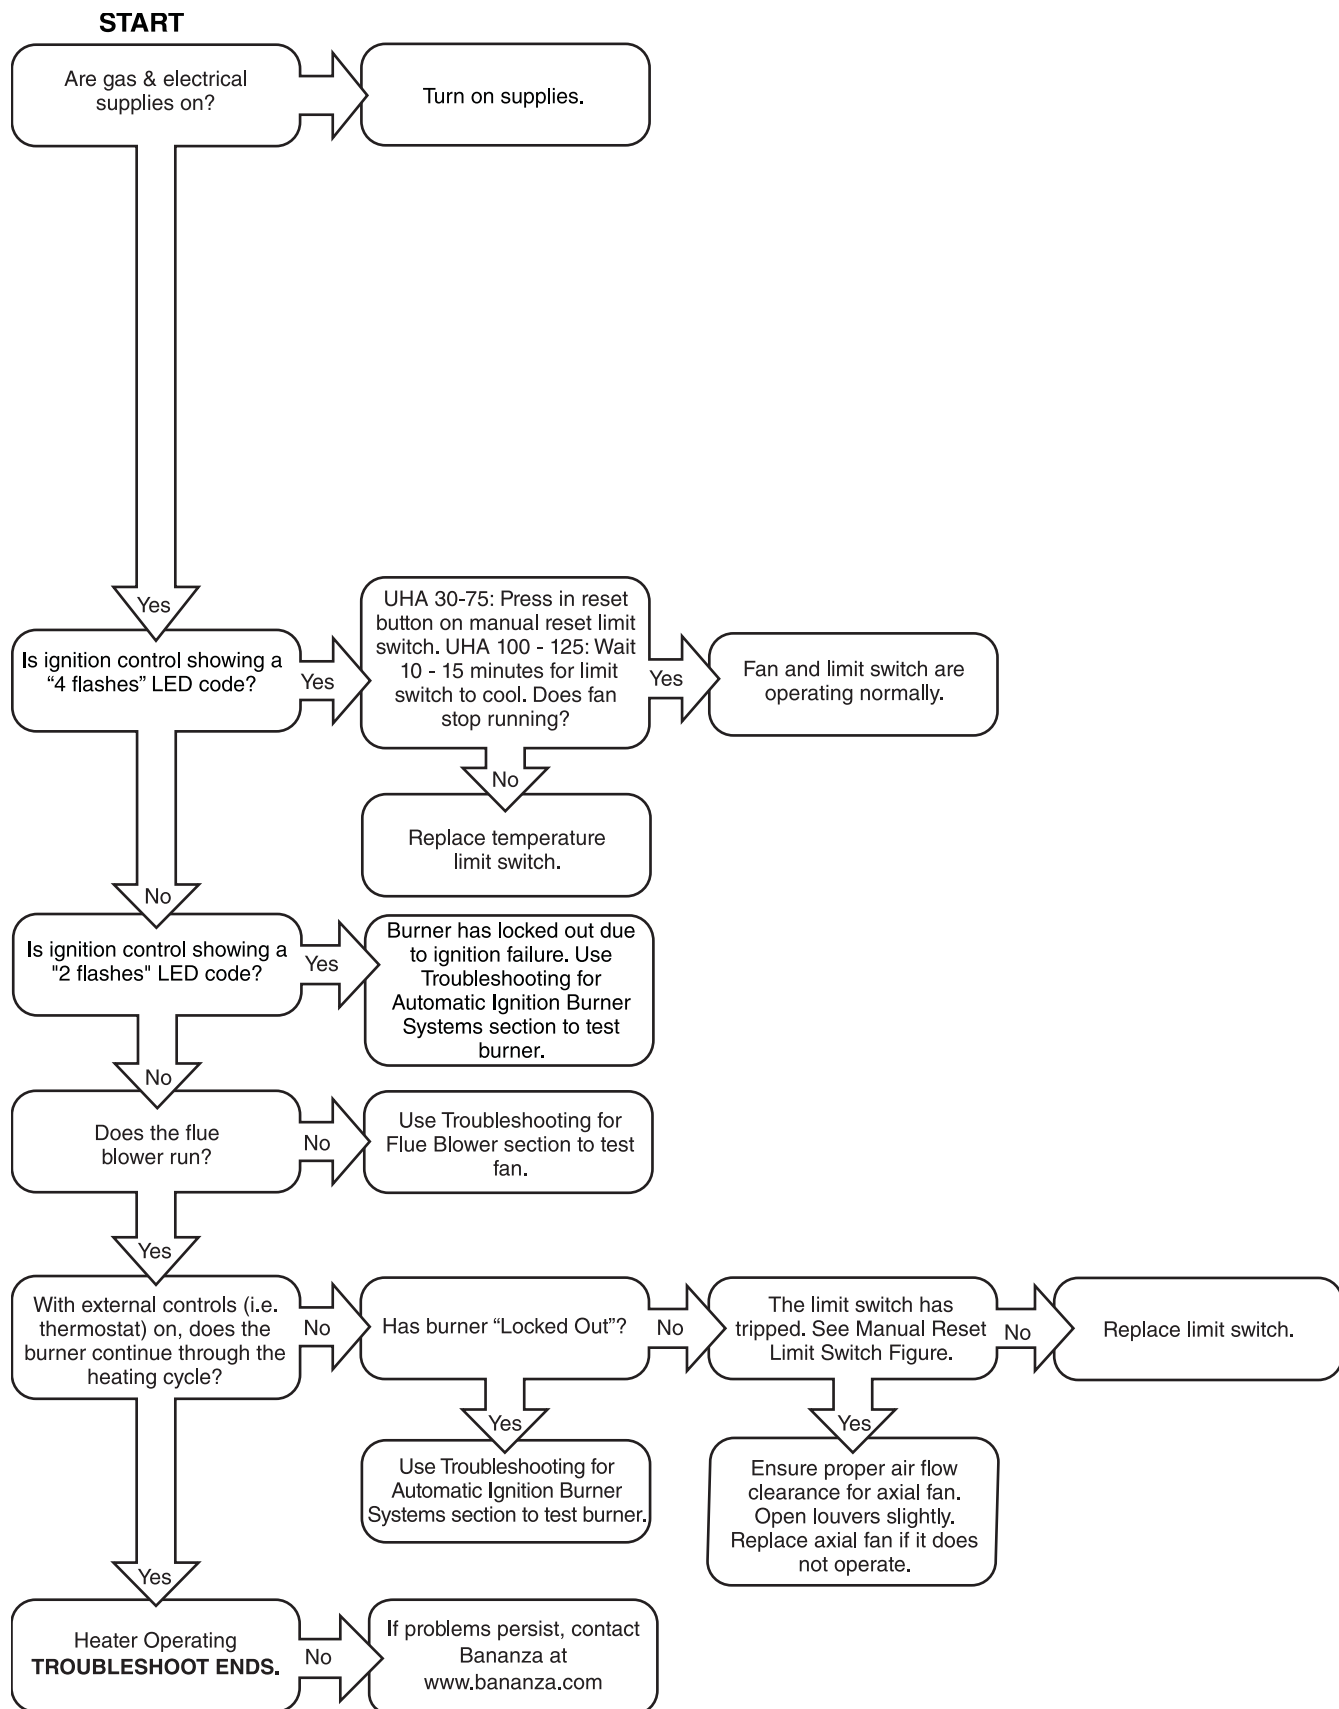 START
Are gas & electrical
supplies on?
Turn on supplies.
Yes
Is ignition control showing a
“4 flashes” LED code?
Yes
UHA 30-75: Press in reset
button on manual reset limit
switch. UHA 100 - 125: Wait
10 - 15 minutes for limit
switch to cool. Does fan
stop running?
Yes
Fan and limit switch are
operating normally.
No
Replace temperature
limit switch.
No
Is ignition control showing a
"2 flashes" LED code?
Yes
Burner has locked out due
to ignition failure. Use
Troubleshooting for
Automatic Ignition Burner
Systems section to test
burner.
No
Does the flue
blower run?
No
Use Troubleshooting for
Flue Blower section to test
fan.
Yes
With external controls (i.e.
thermostat) on, does the
burner continue through the
heating cycle?
No
Has burner “Locked Out”?
No
The limit switch has
tripped. See Manual Reset
Limit Switch Figure.
No
Replace limit switch.
Yes
Use Troubleshooting for
Automatic Ignition Burner
Systems section to test burner.
Yes
Ensure proper air flow
clearance for axial fan.
Open louvers slightly.
Replace axial fan if it does
not operate.
Yes
Heater Operating
TROUBLESHOOT ENDS.
No
If problems persist, contact
Bananza at
www.bananza.com